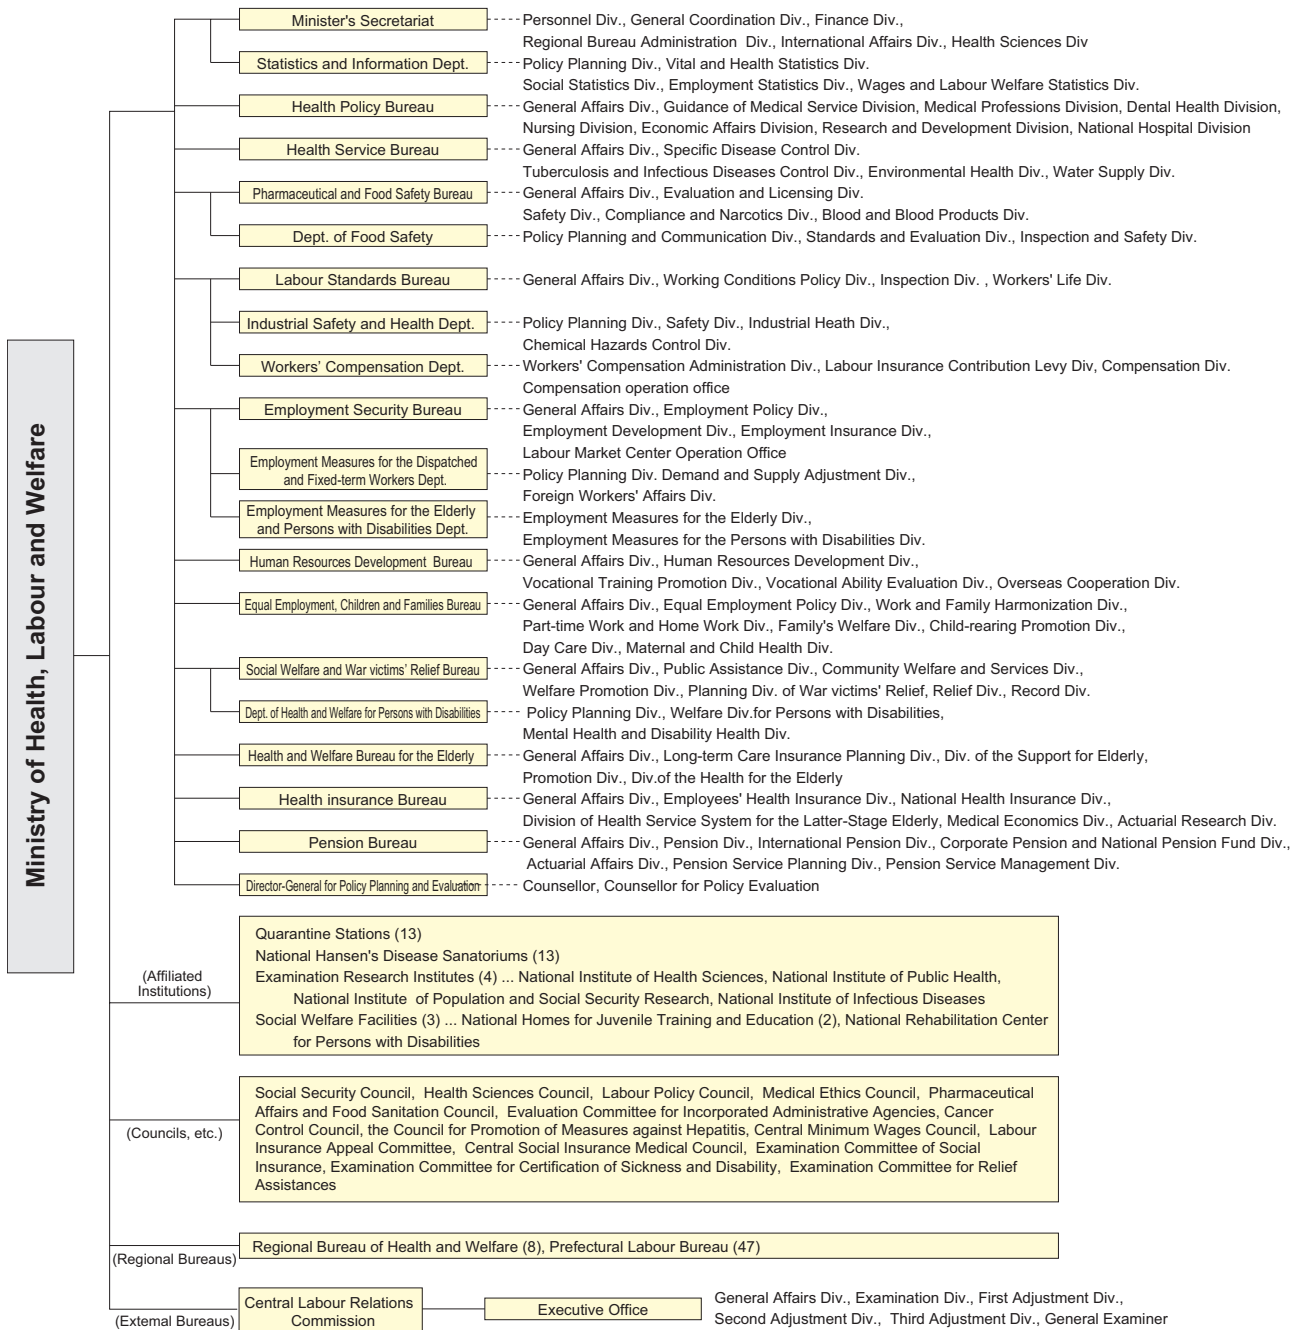 Ministry of Health, Labour and Welfare
Minister's Secretariat
Personnel Div., General Coordination Div., Finance Div.,
Regional Bureau Administration Div., International Affairs Div., Health Sciences Div
Statistics and Information Dept.
Policy Planning Div., Vital and Health Statistics Div.
Social Statistics Div., Employment Statistics Div., Wages and Labour Welfare Statistics Div.
Health Policy Bureau
General Affairs Div., Guidance of Medical Service Division, Medical Professions Division, Dental Health Division,
Nursing Division, Economic Affairs Division, Research and Development Division, National Hospital Division
Health Service Bureau
General Affairs Div., Specific Disease Control Div.
Tuberculosis and Infectious Diseases Control Div., Environmental Health Div., Water Supply Div.
Pharmaceutical and Food Safety Bureau
General Affairs Div., Evaluation and Licensing Div.
Safety Div., Compliance and Narcotics Div., Blood and Blood Products Div.
Dept. of Food Safety
Policy Planning and Communication Div., Standards and Evaluation Div., Inspection and Safety Div.
Labour Standards Bureau
General Affairs Div., Working Conditions Policy Div., Inspection Div. , Workers' Life Div.
Industrial Safety and Health Dept.
Policy Planning Div., Safety Div., Industrial Heath Div.,
Chemical Hazards Control Div.
Workers' Compensation Dept.
Workers' Compensation Administration Div., Labour Insurance Contribution Levy Div, Compensation Div.
Compensation operation office
Employment Security Bureau
General Affairs Div., Employment Policy Div.,
Employment Development Div., Employment Insurance Div.,
Labour Market Center Operation Office
Employment Measures for the Dispatched
and Fixed-term Workers Dept.
Policy Planning Div. Demand and Supply Adjustment Div.,
Foreign Workers' Affairs Div.
Employment Measures for the Elderly
and Persons with Disabilities Dept.
Employment Measures for the Elderly Div.,
Employment Measures for the Persons with Disabilities Div.
Human Resources Development Bureau
General Affairs Div., Human Resources Development Div.,
Vocational Training Promotion Div., Vocational Ability Evaluation Div., Overseas Cooperation Div.
Equal Employment, Children and Families Bureau
General Affairs Div., Equal Employment Policy Div., Work and Family Harmonization Div.,
Part-time Work and Home Work Div., Family's Welfare Div., Child-rearing Promotion Div.,
Day Care Div., Maternal and Child Health Div.
Social Welfare and War victims' Relief Bureau
General Affairs Div., Public Assistance Div., Community Welfare and Services Div.,
Welfare Promotion Div., Planning Div. of War victims' Relief, Relief Div., Record Div.
Dept. of Health and Welfare for Persons with Disabilities
Policy Planning Div., Welfare Div.for Persons with Disabilities,
Mental Health and Disability Health Div.
Health and Welfare Bureau for the Elderly
General Affairs Div., Long-term Care Insurance Planning Div., Div. of the Support for Elderly,
Promotion Div., Div.of the Health for the Elderly
Health insurance Bureau
General Affairs Div., Employees' Health Insurance Div., National Health Insurance Div.,
Division of Health Service System for the Latter-Stage Elderly, Medical Economics Div., Actuarial Research Div.
Pension Bureau
General Affairs Div., Pension Div., International Pension Div., Corporate Pension and National Pension Fund Div.,
Actuarial Affairs Div., Pension Service Planning Div., Pension Service Management Div.
Director-General for Policy Planning and Evaluation
Counsellor, Counsellor for Policy Evaluation
(Affiliated
Institutions)
Quarantine Stations (13)
National Hansen's Disease Sanatoriums (13)
Examination Research Institutes (4) ... National Institute of Health Sciences, National Institute of Public Health,
National Institute of Population and Social Security Research, National Institute of Infectious Diseases
Social Welfare Facilities (3) ... National Homes for Juvenile Training and Education (2), National Rehabilitation Center
for Persons with Disabilities
(Councils, etc.)
Social Security Council, Health Sciences Council, Labour Policy Council, Medical Ethics Council, Pharmaceutical
Affairs and Food Sanitation Council, Evaluation Committee for Incorporated Administrative Agencies, Cancer
Control Council, the Council for Promotion of Measures against Hepatitis, Central Minimum Wages Council, Labour
Insurance Appeal Committee, Central Social Insurance Medical Council, Examination Committee of Social
Insurance, Examination Committee for Certification of Sickness and Disability, Examination Committee for Relief
Assistances
(Regional Bureaus)
Regional Bureau of Health and Welfare (8), Prefectural Labour Bureau (47)
(External Bureaus)
Central Labour Relations
Commission
Executive Office
General Affairs Div., Examination Div., First Adjustment Div.,
Second Adjustment Div., Third Adjustment Div., General Examiner